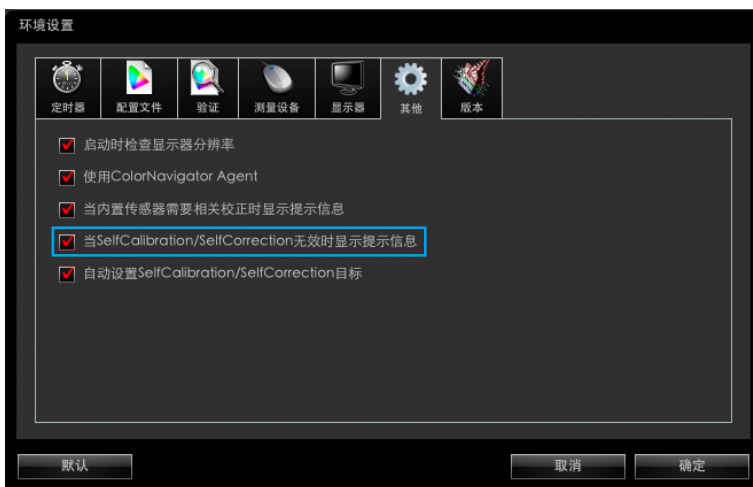 环境设置
定时器 配置文件 验证 测量设备 显示器 其他 版本
启动时检查显示器分辨率
使用ColorNavigator Agent
当内置传感器需要相关校正时显示提示信息
当SelfCalibration/SelfCorrection无效时显示提示信息
自动设置SelfCalibration/SelfCorrection目标
默认 取消 确定